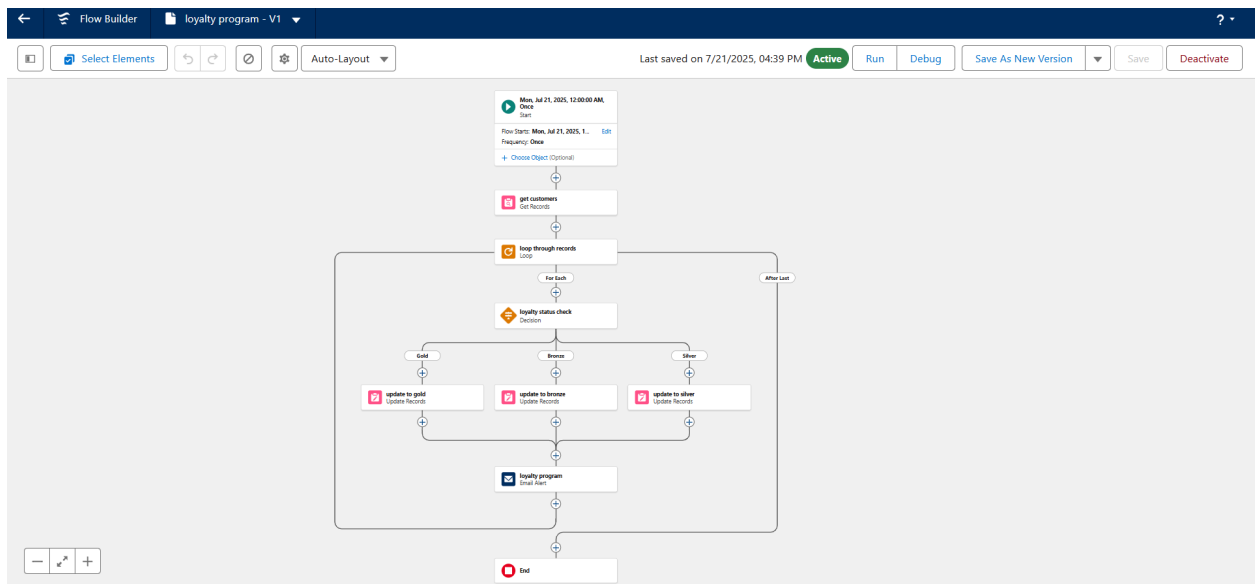 Flow Builder
loyalty program - V1
?
Select Elements
Auto-Layout
Last saved on 7/21/2025, 04:39 PM
Active
Run
Debug
Save As New Version
Save
Deactivate
Mon, Jul 21, 2025, 12:00:00 AM,
Once
Start
Flow Starts: Mon, Jul 21, 2025, 1... Edit
Frequency: Once
+ Choose Object (Optional)
get customers
Get Records
loop through records
Loop
For Each
After Last
loyalty status check
Decision
Gold
Bronze
Silver
update to gold
Update Records
update to bronze
Update Records
update to silver
Update Records
loyalty program
Email Alert
End